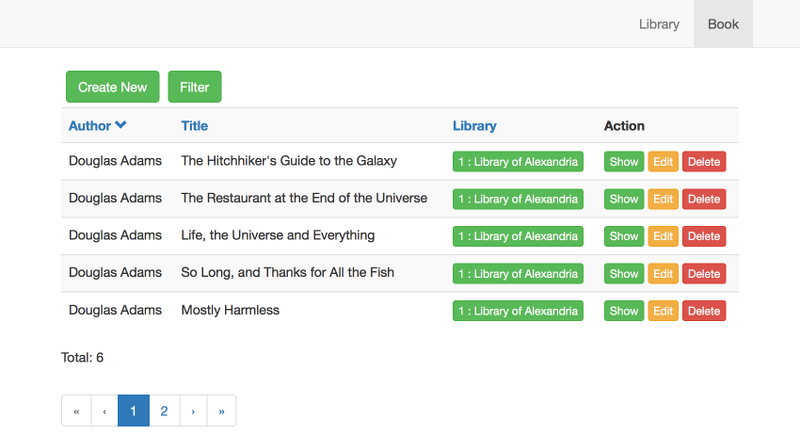 Library Book
Create New Filter
Author Title Library Action
Douglas Adams The Hitchhiker's Guide to the Galaxy 1 : Library of Alexandria Show Edit Delete
Douglas Adams The Restaurant at the End of the Universe 1 : Library of Alexandria Show Edit Delete
Douglas Adams Life, the Universe and Everything 1 : Library of Alexandria Show Edit Delete
Douglas Adams So Long, and Thanks for All the Fish 1 : Library of Alexandria Show Edit Delete
Douglas Adams Mostly Harmless 1 : Library of Alexandria Show Edit Delete
Total: 6
« ‹ 1 2 › »